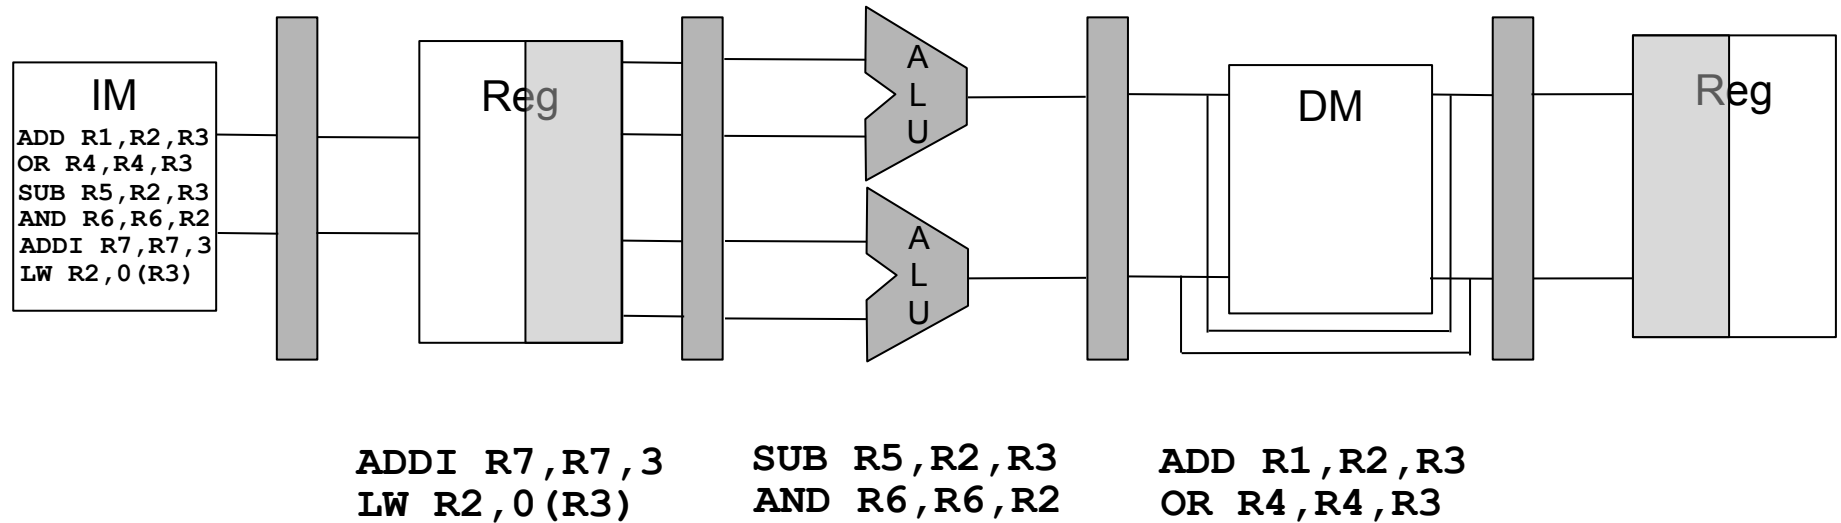 IM
ADD R1,R2,R3
OR R4,R4,R3
SUB R5,R2,R3
AND R6,R6,R2
ADDI R7,R7,3
LW R2,0(R3)
Reg
A
L
U
A
L
U
DM
Reg
ADDI R7,R7,3
LW R2,0(R3)
SUB R5,R2,R3
AND R6,R6,R2
ADD R1,R2,R3
OR R4,R4,R3